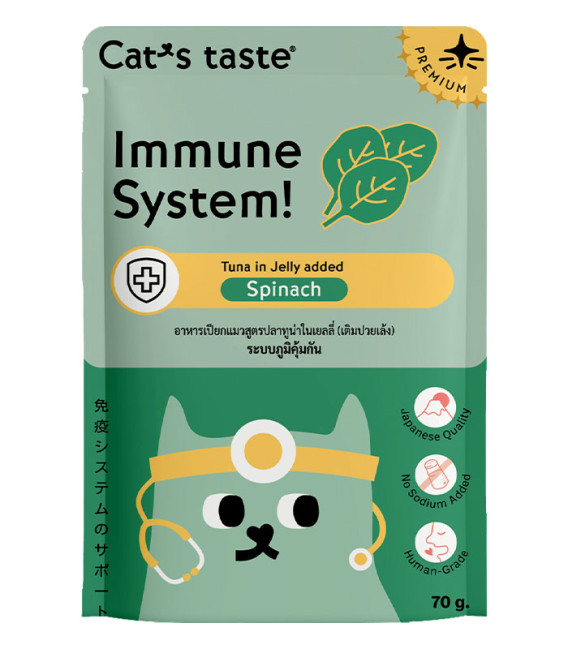 Cat's taste®
PREMIUM
Immune
System!
Tuna in Jelly added
Spinach
อาหารเปียกแมวสูตรปลาทูน่าในเยลลี่ (เติมปวยเล้ง)
ระบบภูมิคุ้มกัน
免疫システムのサポート
Japanese Quality
No Sodium Added
Human-Grade
70 g.